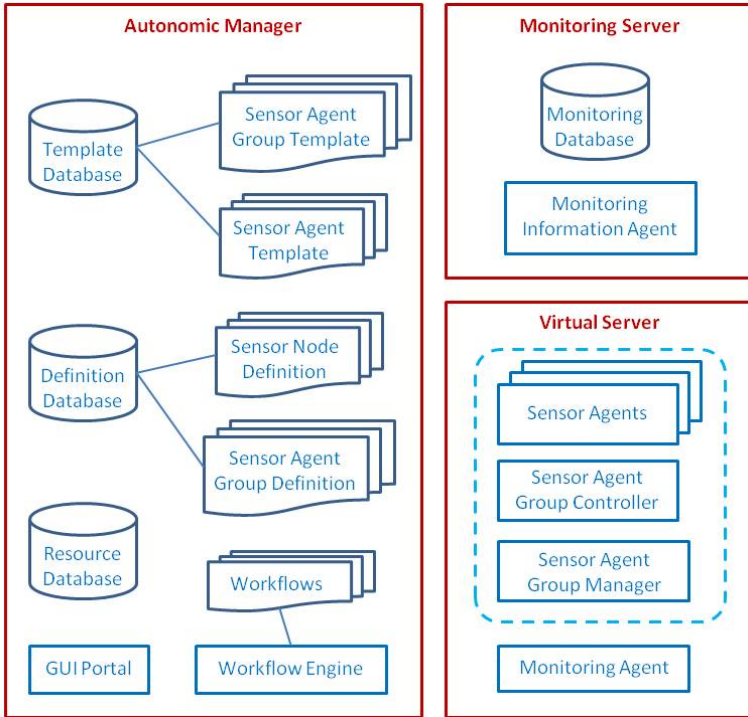 Autonomic Manager
Template
Database
Sensor Agent
Group Template
Sensor Agent
Template
Definition
Database
Sensor Node
Definition
Sensor Agent
Group Definition
Resource
Database
Workflows
GUI Portal
Workflow Engine
Monitoring Server
Monitoring
Database
Monitoring
Information Agent
Virtual Server
Sensor Agents
Sensor Agent
Group Controller
Sensor Agent
Group Manager
Monitoring Agent